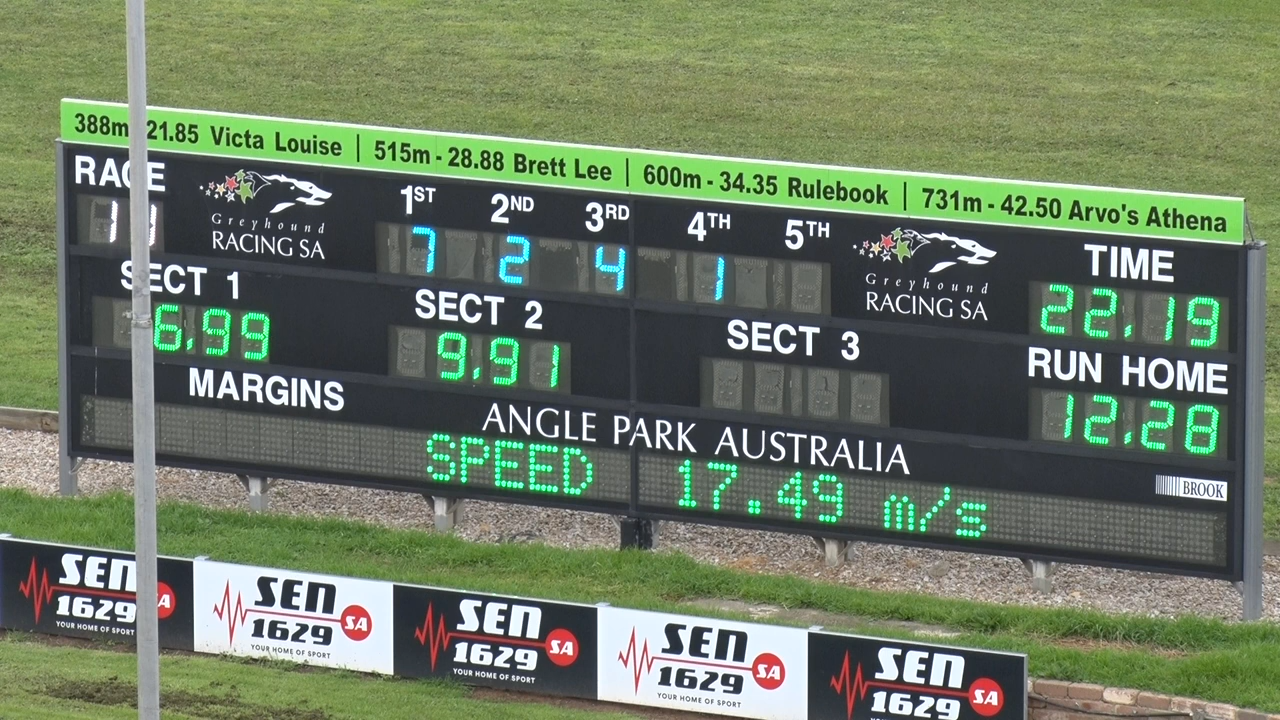 388m 21.85 Victa Louise | 515m - 28.88 Brett Lee | 600m - 34.35 Rulebook | 731m - 42.50 Arvo's Athena
RACE
11
Greyhound
RACING SA
1ST 2ND 3RD 4TH 5TH
7 2 4 1
Greyhound
RACING SA
TIME
22.19
SECT 1
6.99
SECT 2
9.91
SECT 3
RUN HOME
12.28
MARGINS
ANGLE PARK AUSTRALIA
SPEED 17.49 m/s
BROOK
SEN
1629 SA
YOUR HOME OF SPORT
SEN
1629 SA
YOUR HOME OF SPORT
SEN
1629 SA
YOUR HOME OF SPORT
SEN
1629 SA
YOUR HOME OF SPORT
SEN
1629 SA